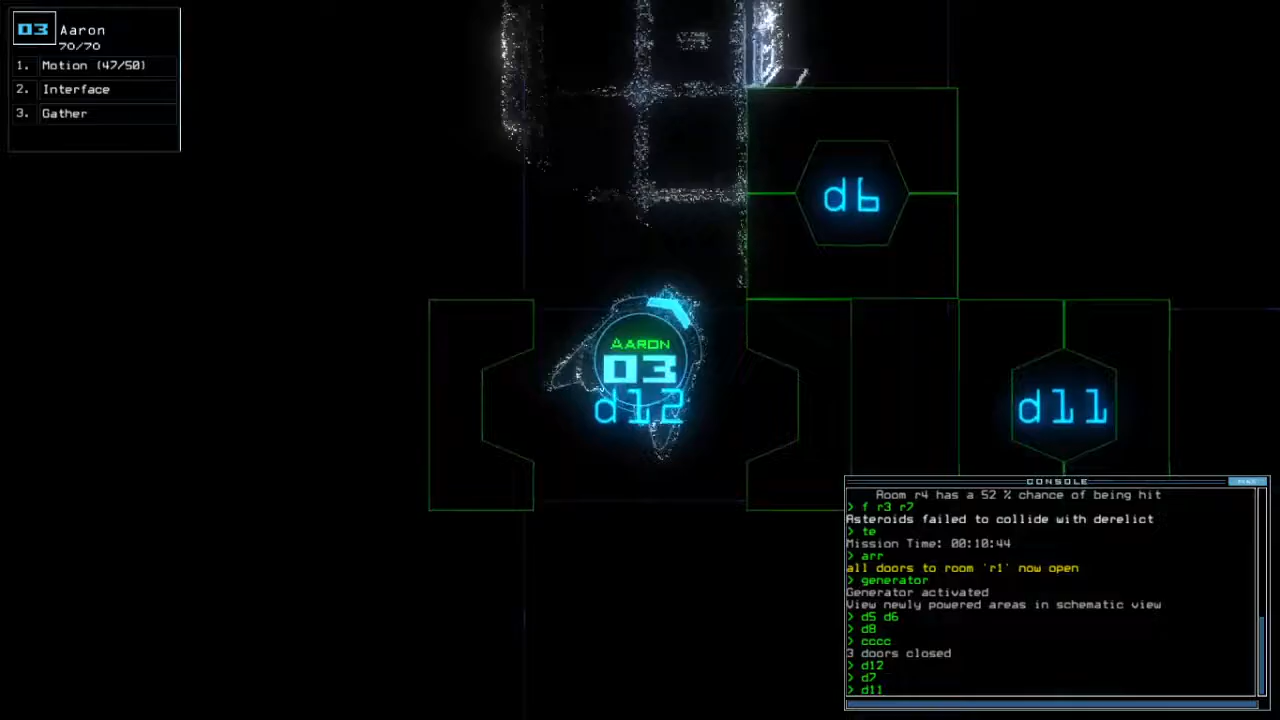 03 Aaron
70/70
1. Motion (47/50)
2. Interface
3. Gather
d6
AARON
03
d12
d11
CONSOLE
Room r4 has a 52 % chance of being hit
> f r3 r7
Asteroids failed to collide with derelict
> te
Mission Time: 00:10:44
> arr
all doors to room 'r1' now open
> generator
Generator activated
View newly powered areas in schematic view
> d5 d6
> d8
> cccc
3 doors closed
> d12
> d7
> d11